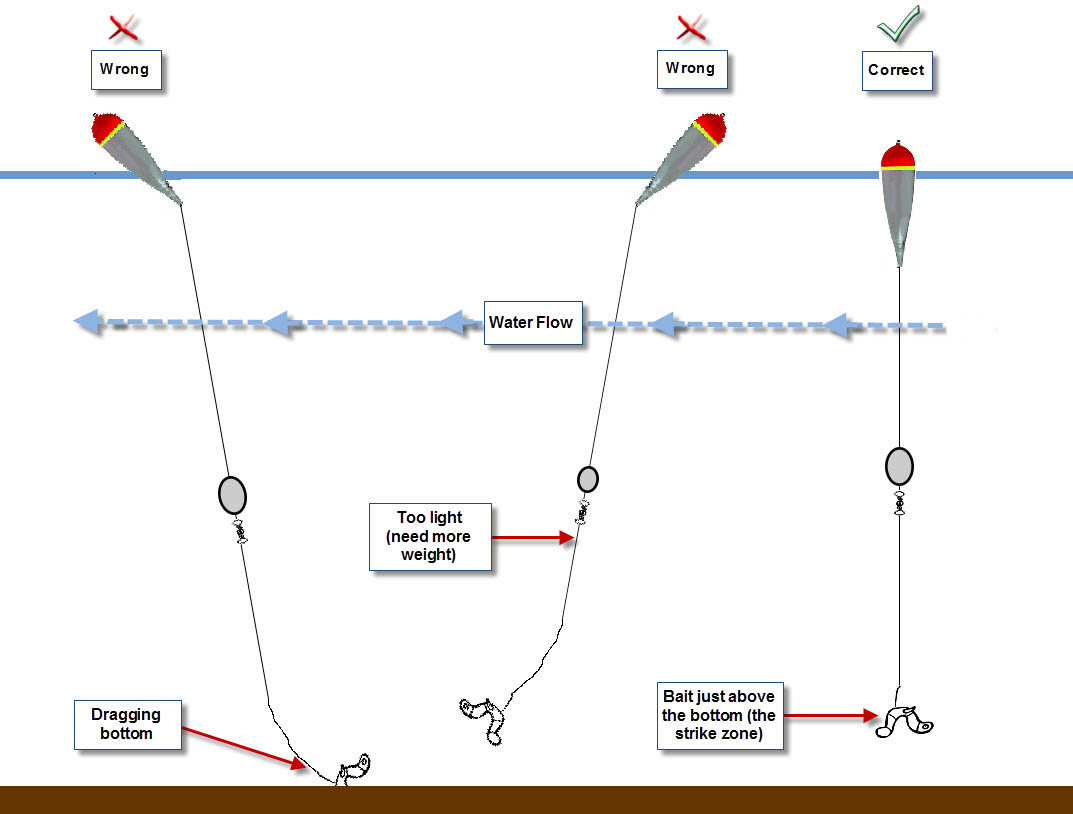 Wrong
Wrong
Correct
Water Flow
Too light
(need more
weight)
Dragging
bottom
Bait just above
the bottom (the
strike zone)